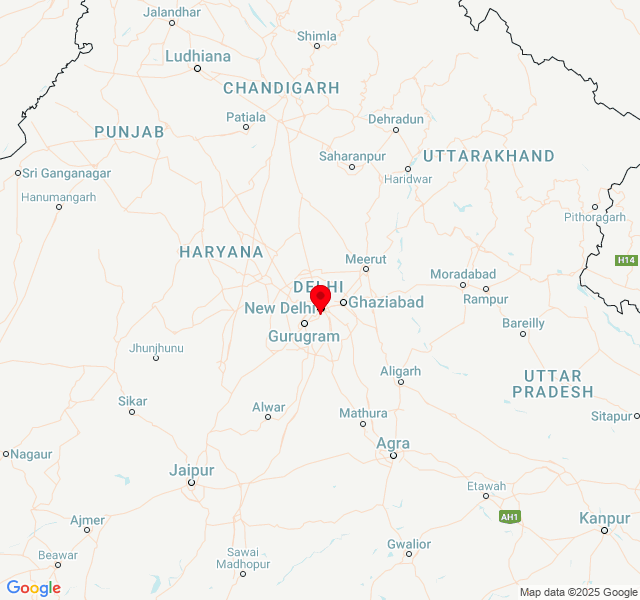 Jalandhar
Shimla
Ludhiana
CHANDIGARH
Patiala
Dehradun
PUNJAB
Saharanpur
UTTARAKHAND
Haridwar
Sri Ganganagar
Hanumangarh
Pithoragarh
HARYANA
H14
Meerut
Moradabad
DELHI
Rampur
New Delhi
Ghaziabad
Bareilly
Gurugram
Jhunjhunu
Aligarh
UTTAR
PRADESH
Sikar
Alwar
Mathura
Sitapur
Agra
Nagaur
Jaipur
Etawah
AH1
Ajmer
Kanpur
Gwalior
Sawai
Madhopur
Beawar
Google
Map data ©2025 Google